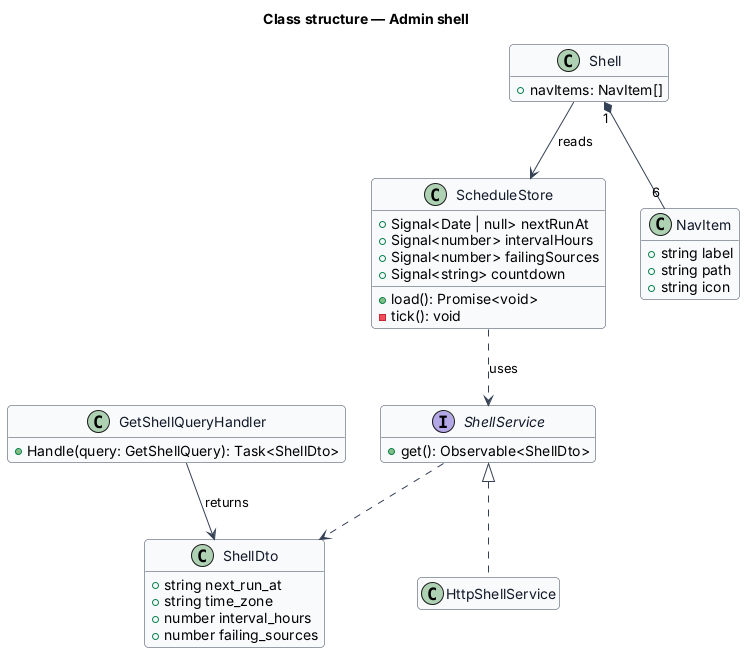 Class structure — Admin shell
C Shell
navItems: NavItem[]
1
reads
6
C ScheduleStore
Signal<Date | null> nextRunAt
Signal<number> intervalHours
Signal<number> failingSources
Signal<string> countdown
load(): Promise<void>
tick(): void
C NavItem
string label
string path
string icon
uses
C GetShellQueryHandler
Handle(query: GetShellQuery): Task<ShellDto>
I ShellService
get(): Observable<ShellDto>
returns
C ShellDto
string next_run_at
string time_zone
number interval_hours
number failing_sources
C HttpShellService